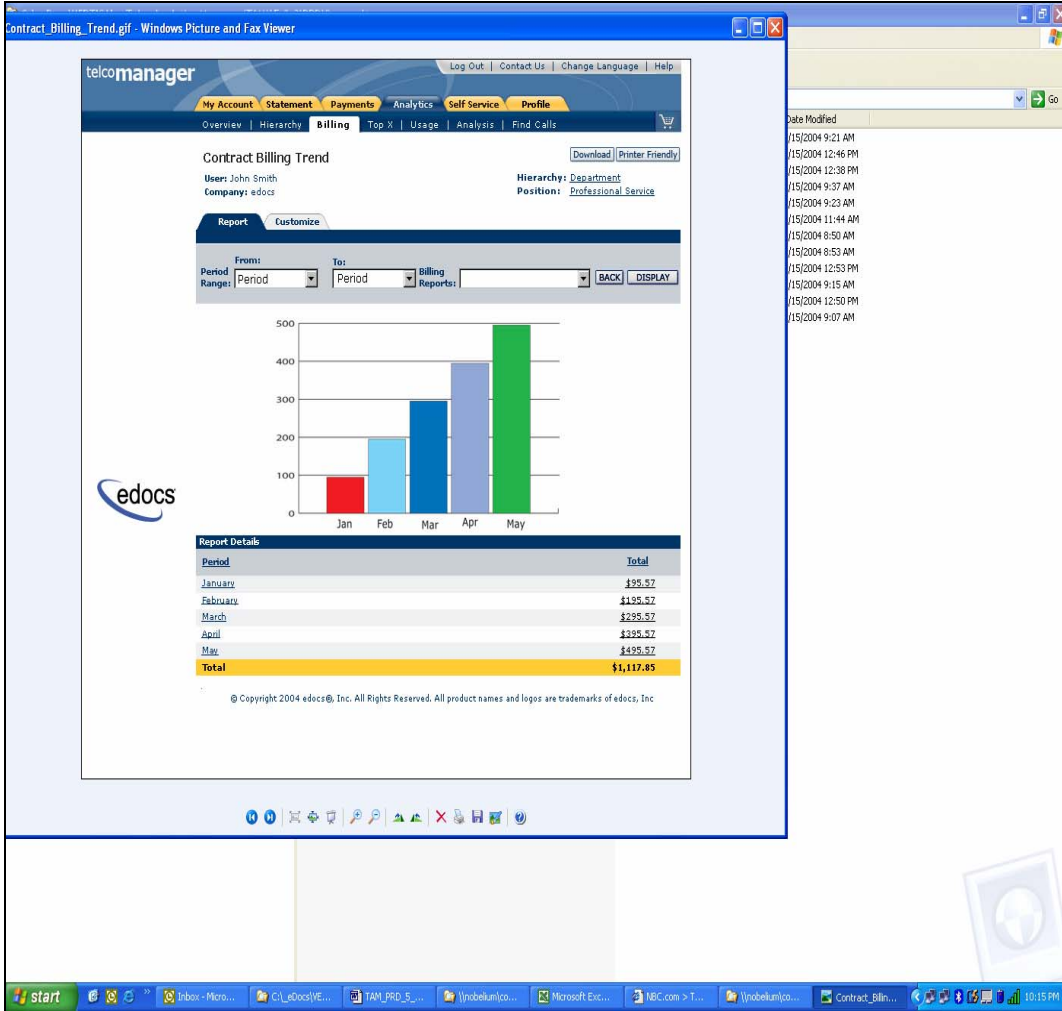 Contract_Billing_Trend.gif - Windows Picture and Fax Viewer
telcomanager
Log Out | Contact Us | Change Language | Help
My Account Statement Payments Analytics Self Service Profile
Overview | Hierarchy Billing Top X | Usage | Analysis | Find Calls
Go
Date Modified
/15/2004 9:21 AM
/15/2004 12:46 PM
/15/2004 12:38 PM
/15/2004 9:37 AM
/15/2004 9:23 AM
/15/2004 11:44 AM
/15/2004 8:50 AM
/15/2004 8:53 AM
/15/2004 12:53 PM
/15/2004 9:15 AM
/15/2004 12:50 PM
/15/2004 9:07 AM
Contract Billing Trend
Download Printer Friendly
User: John Smith
Company: edocs
Hierarchy: Department
Position: Professional Service
Report Customize
From: To:
Period Range: Period Period Billing Reports: BACK DISPLAY
500
400
300
200
100
0
Jan Feb Mar Apr May
edocs
Report Details
Period Total
January $95.57
February $195.57
March $295.57
April $395.57
May $495.57
Total $1,117.85
© Copyright 2004 edocs®, Inc. All Rights Reserved. All product names and logos are trademarks of edocs, Inc
start Inbox - Micro... C:\_eDocs\VE... TAM_PRD_5_... \\nobelium\co... Microsoft Exc... NBC.com > T... \\nobelium\co... Contract_Billin... 10:15 PM